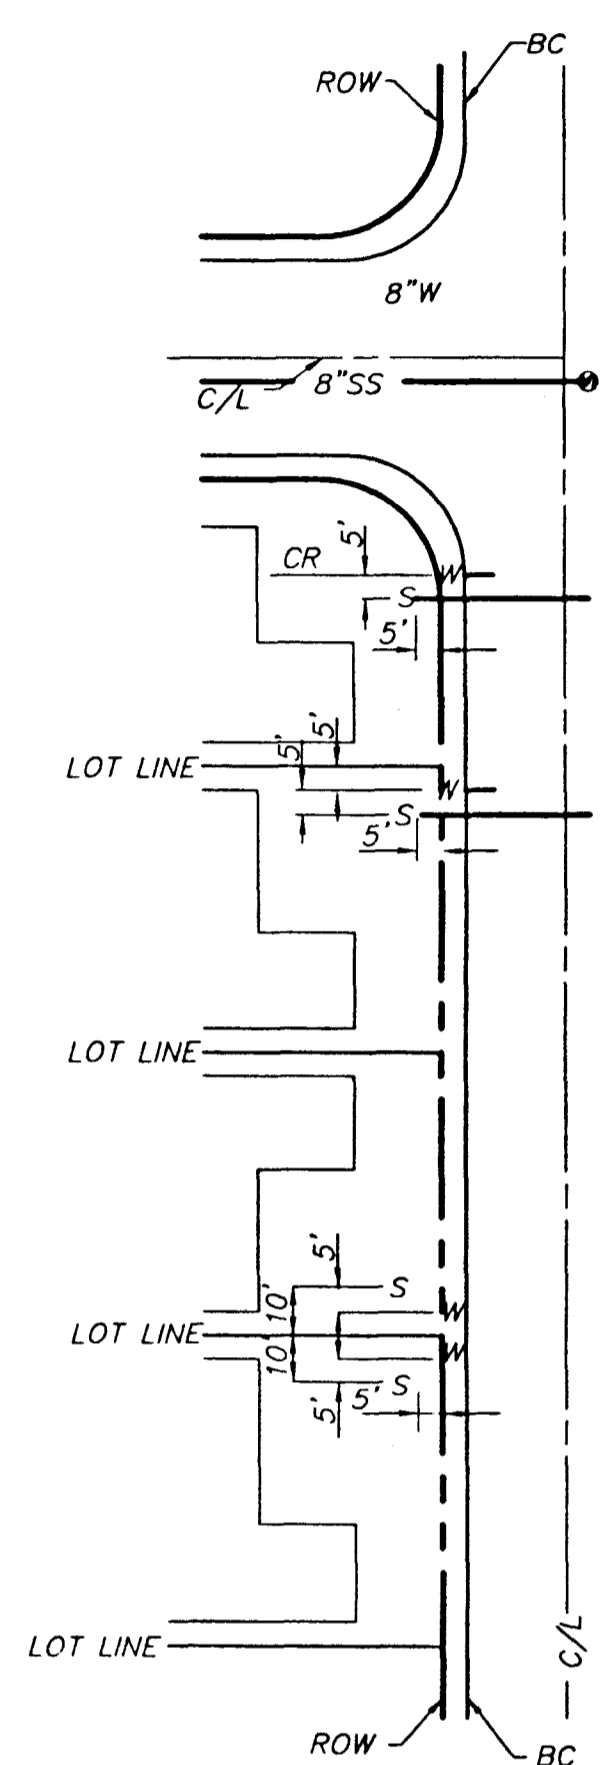 BC
ROW
8"W
8"SS
C/L
5'
CR
W
S
5'
5'
5'
LOT LINE
W
S
5'
LOT LINE
5'
S
10'
W
LOT LINE
10'
W
S
5'
5'
C/L
LOT LINE
ROW
BC